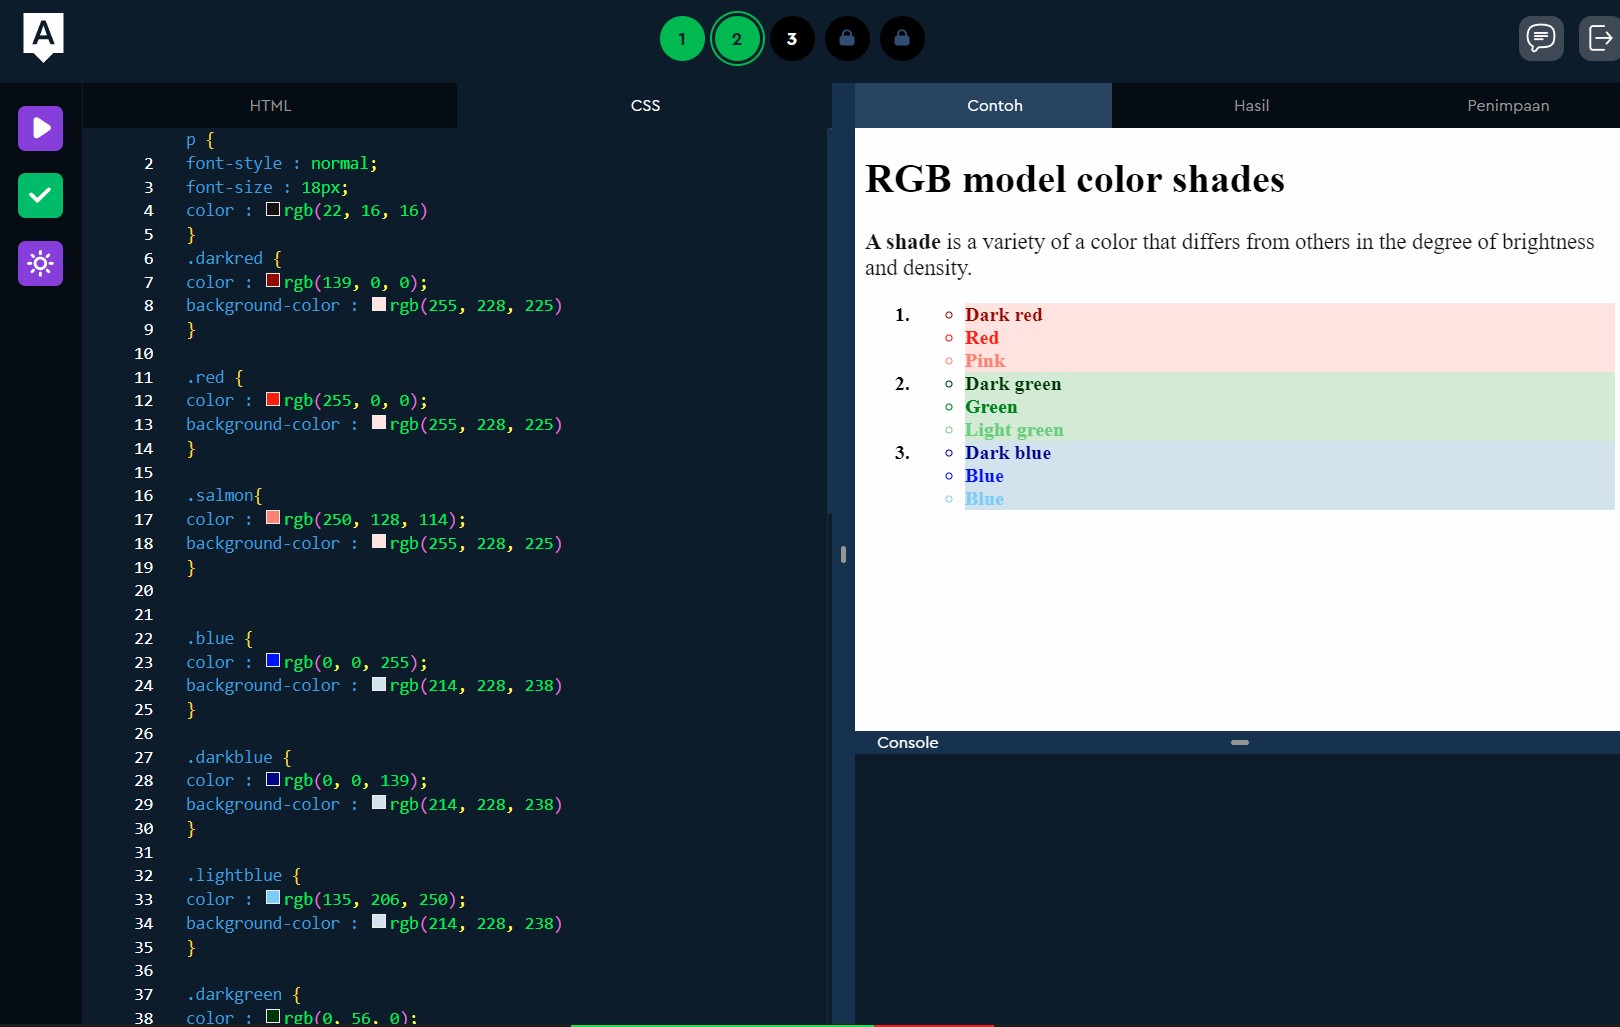 A
1 2 3
HTML CSS
Contoh Hasil Penimpaan
p {
2 font-style : normal;
3 font-size : 18px;
4 color : rgb(22, 16, 16)
5 }
6 .darkred {
7 color : rgb(139, 0, 0);
8 background-color : rgb(255, 228, 225)
9 }
10
11 .red {
12 color : rgb(255, 0, 0);
13 background-color : rgb(255, 228, 225)
14 }
15
16 .salmon{
17 color : rgb(250, 128, 114);
18 background-color : rgb(255, 228, 225)
19 }
20
21
22 .blue {
23 color : rgb(0, 0, 255);
24 background-color : rgb(214, 228, 238)
25 }
26
27 .darkblue {
28 color : rgb(0, 0, 139);
29 background-color : rgb(214, 228, 238)
30 }
31
32 .lightblue {
33 color : rgb(135, 206, 250);
34 background-color : rgb(214, 228, 238)
35 }
36
37 .darkgreen {
38 color : rgb(0, 56, 0);
RGB model color shades
A shade is a variety of a color that differs from others in the degree of brightness
and density.
1. Dark red
Red
Pink
2. Dark green
Green
Light green
3. Dark blue
Blue
Blue
Console